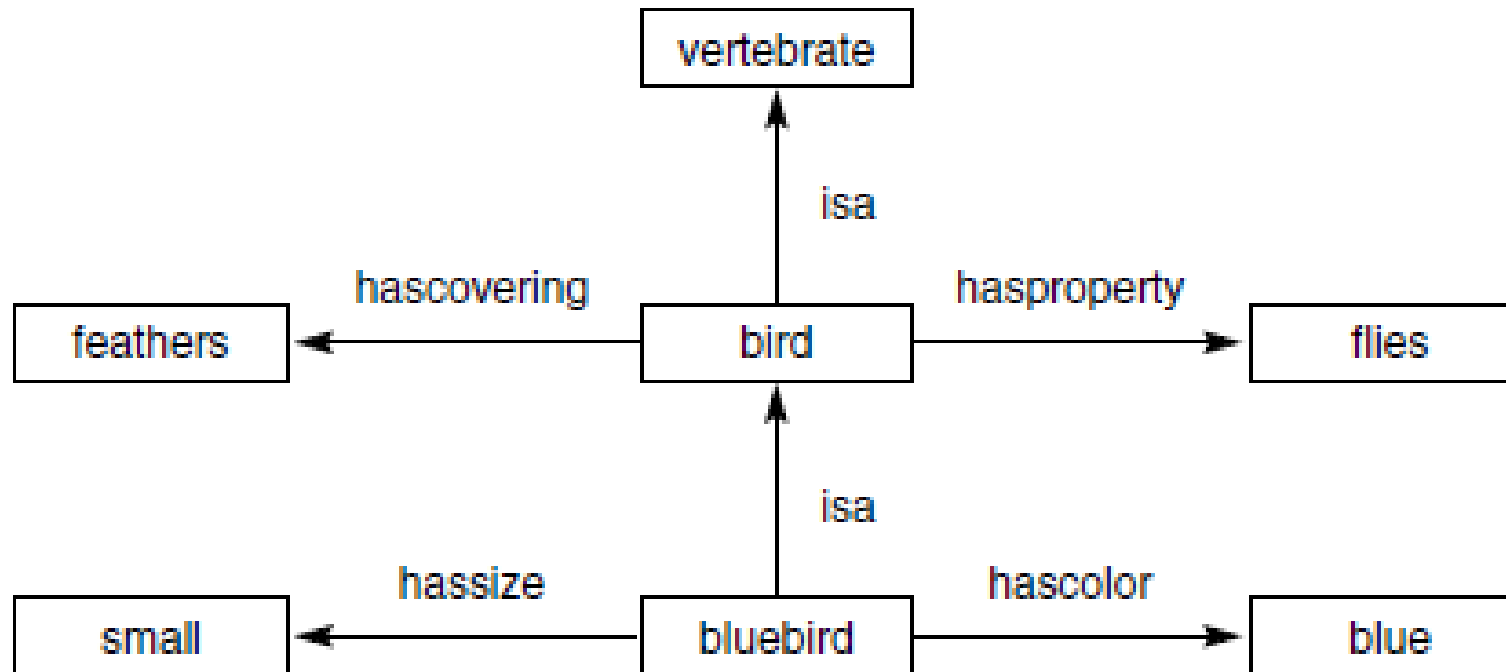 vertebrate
isa
hascovering hasproperty
feathers bird flies
isa
hassize hascolor
small bluebird blue